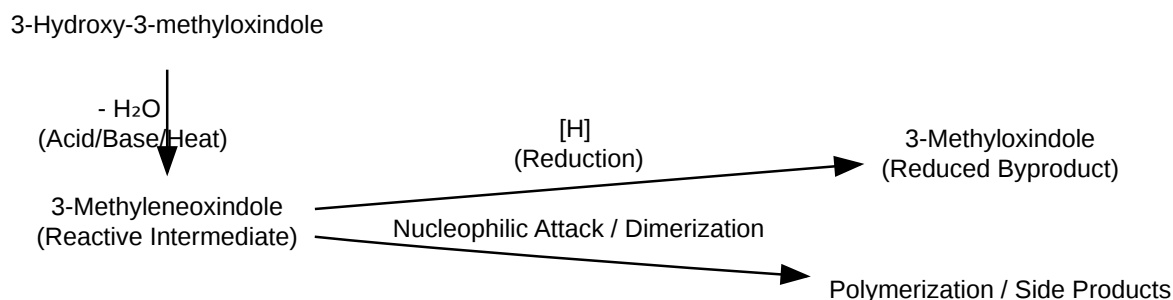 3-Hydroxy-3-methyloxindole
- H₂O
(Acid/Base/Heat)
[H]
(Reduction)
3-Methyloxindole
(Reduced Byproduct)
3-Methyleneoxindole
(Reactive Intermediate)
Nucleophilic Attack / Dimerization
Polymerization / Side Products